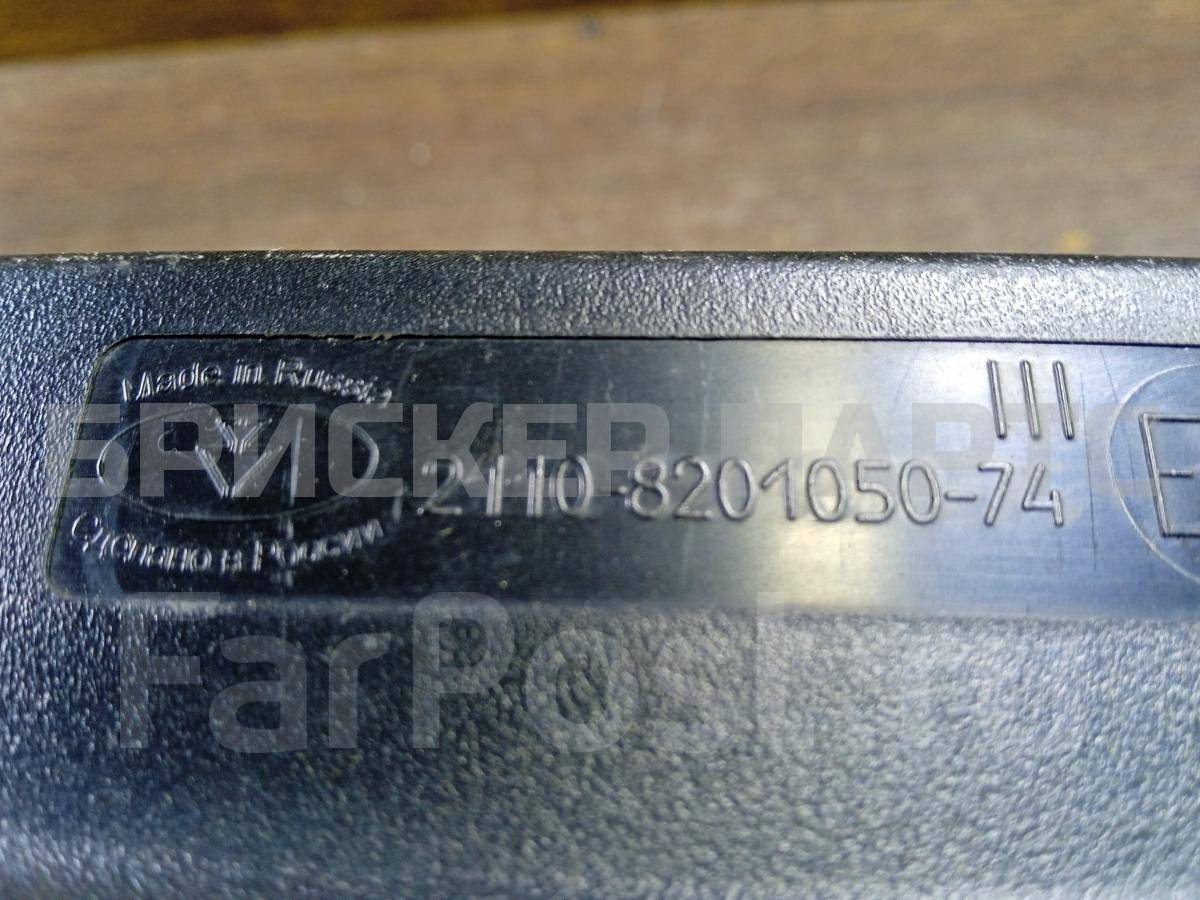 Made in Russia
III
2110-8201050-74
E
Сделано в России
БРИСКЕР ПАРТС
FarPost